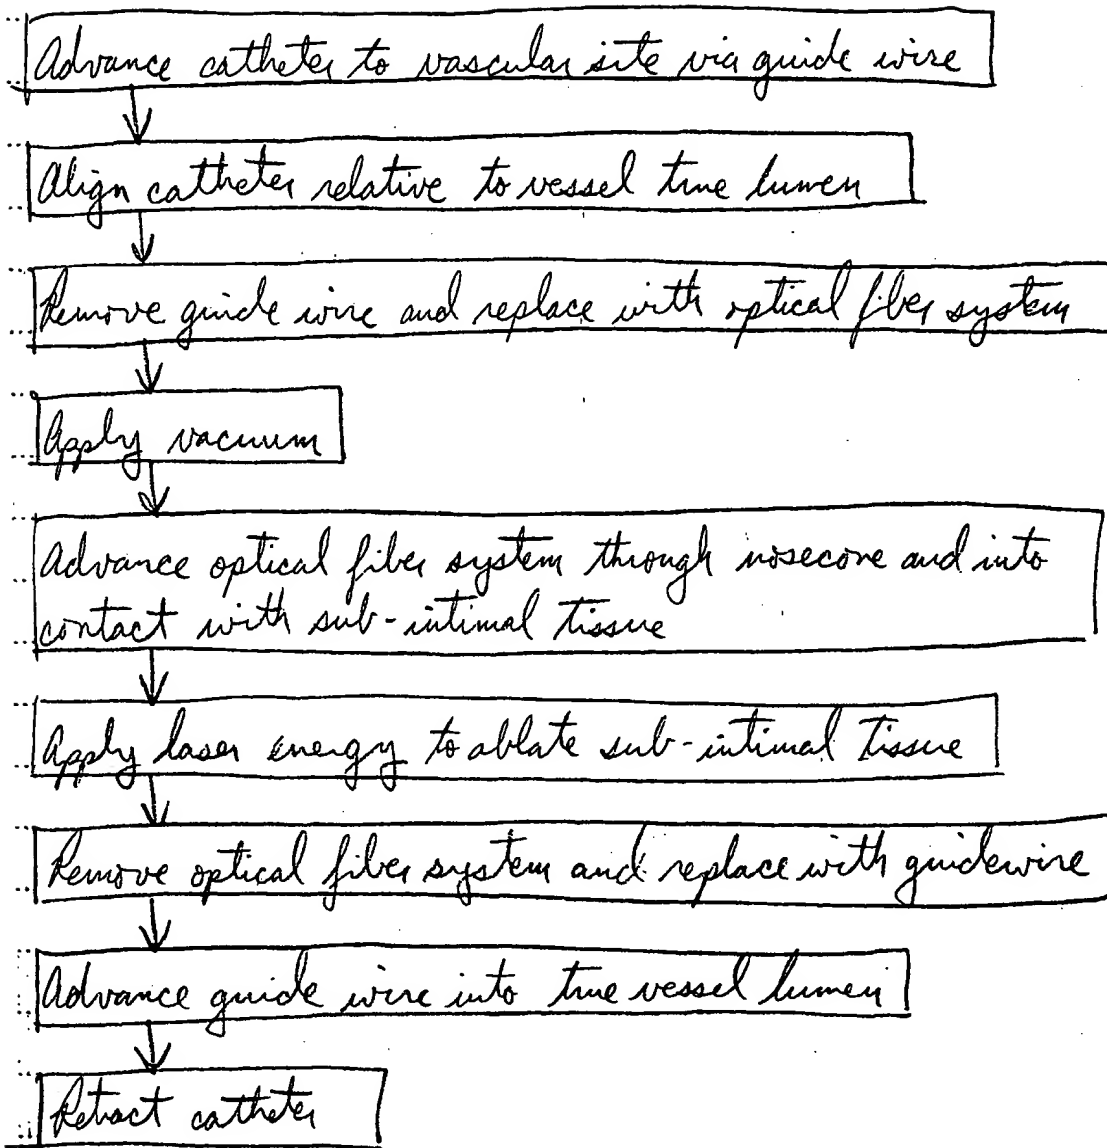 Advance catheter to vascular site via guide wire
Align catheter relative to vessel true lumen
Remove guide wire and replace with optical fiber system
Apply vacuum
Advance optical fiber system through nosecone and into
contact with sub-intimal tissue
Apply laser energy to ablate sub-intimal tissue
Remove optical fiber system and replace with guidewire
Advance guide wire into true vessel lumen
Retract catheter